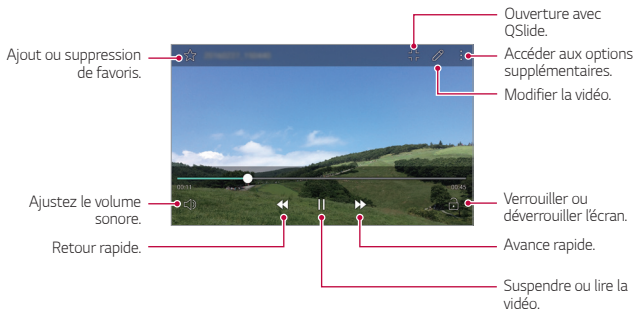 Ouverture avec
QSlide.
Ajout ou suppression
de favoris.
Accéder aux options
supplémentaires.
Modifier la vidéo.
00:11
00:45
Ajustez le volume
sonore.
Verrouiller ou
déverrouiller l'écran.
Retour rapide.
Avance rapide.
Suspendre ou lire la
vidéo.